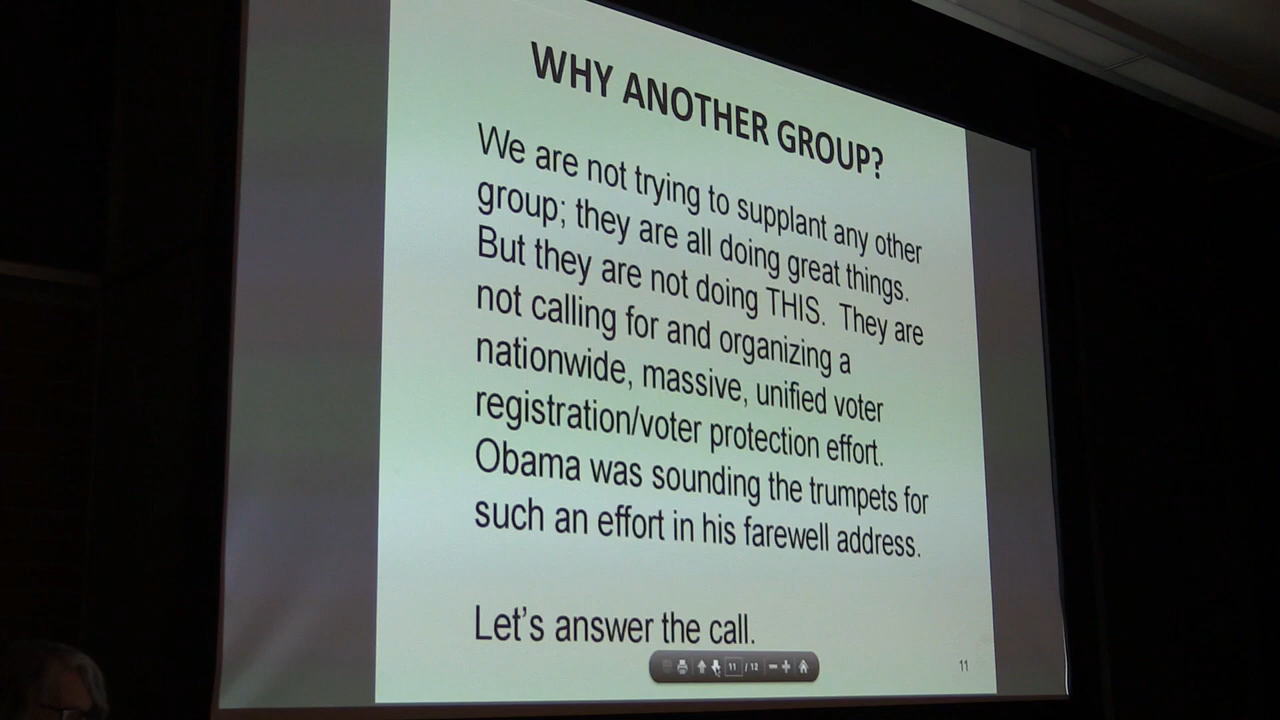 WHY ANOTHER GROUP?
We are not trying to supplant any other
group; they are all doing great things.
But they are not doing THIS. They are
not calling for and organizing a
nationwide, massive, unified voter
registration/voter protection effort.
Obama was sounding the trumpets for
such an effort in his farewell address.
Let's answer the call.
11 / 12
11